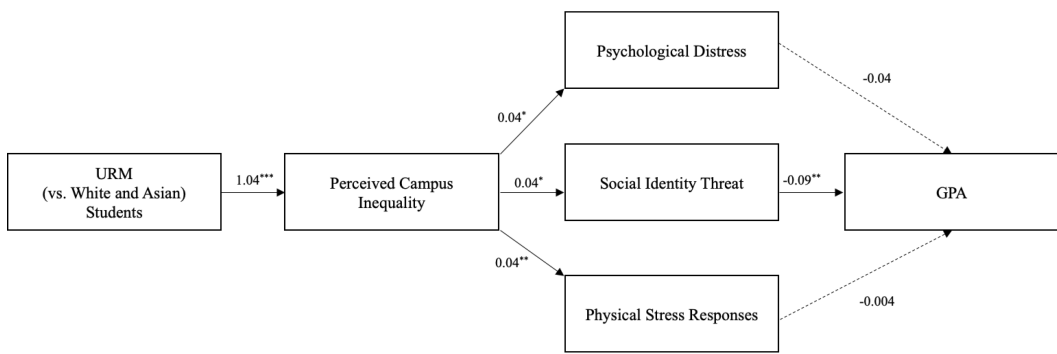 Psychological Distress
-0.04
0.04*
URM
(vs. White and Asian)
Students
1.04***
Perceived Campus
Inequality
0.04*
Social Identity Threat
-0.09**
GPA
0.04**
Physical Stress Responses
-0.004